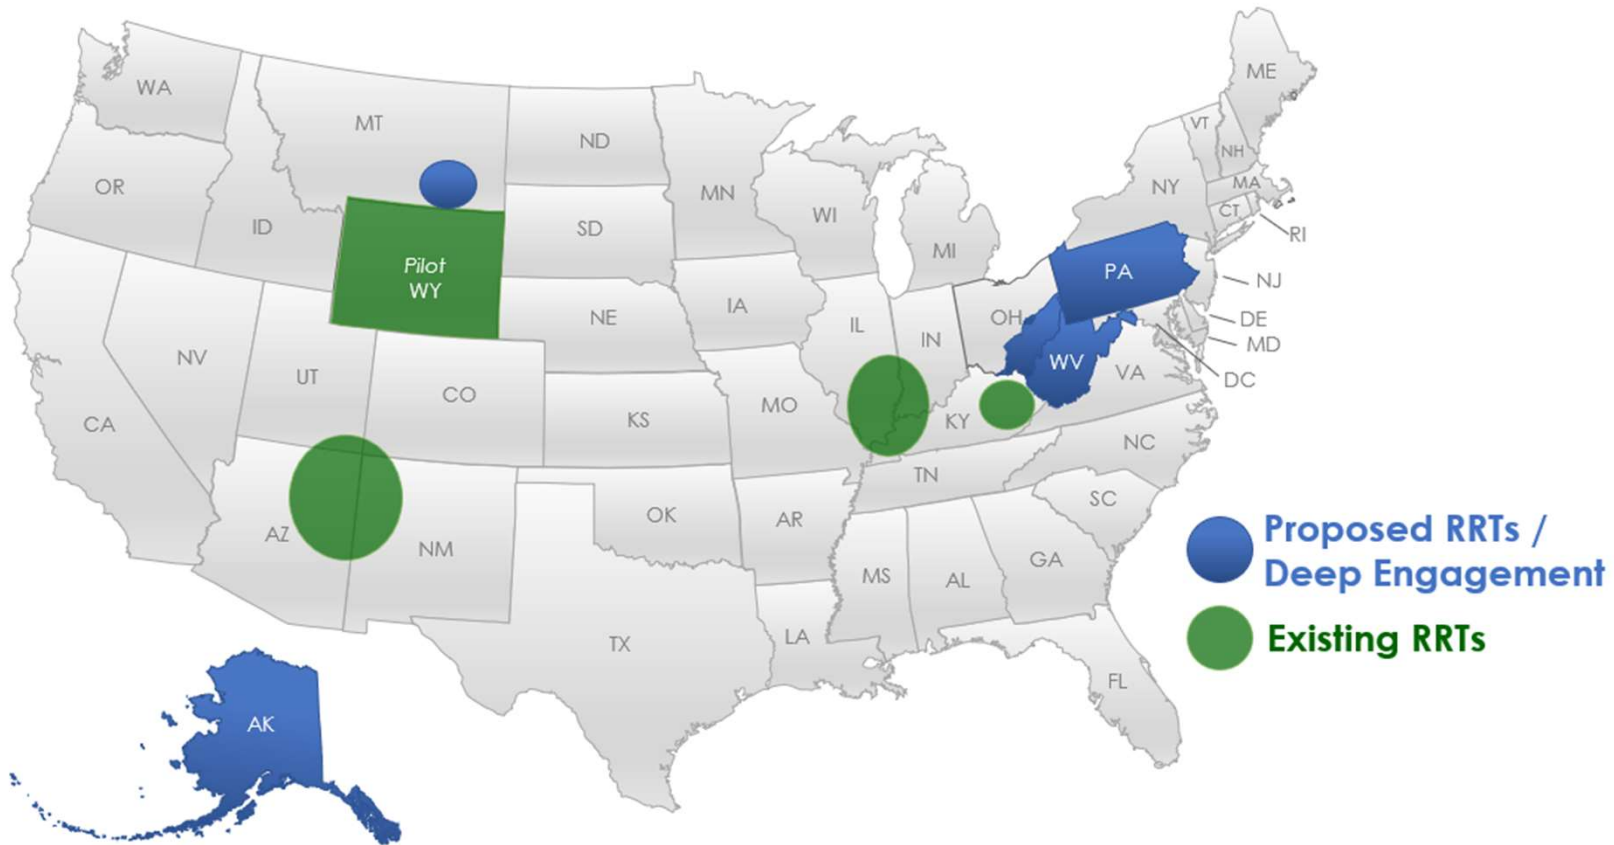 WA
MT
ND
MN
ME
VT
NH
OR
ID
SD
WI
MI
NY
MA
CT
RI
Pilot
WY
PA
NJ
NE
IA
IL
IN
OH
DE
MD
NV
UT
CO
KS
MO
KY
WV
VA
DC
CA
AZ
NM
OK
AR
TN
NC
SC
TX
LA
MS
AL
GA
FL
AK
Proposed RRTs /
Deep Engagement
Existing RRTs